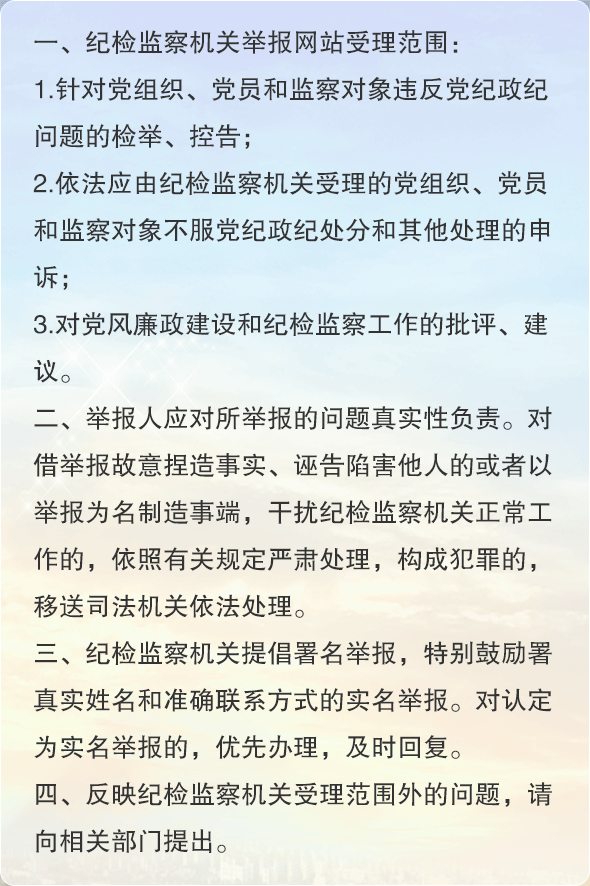 一、纪检监察机关举报网站受理范围：
1.针对党组织、党员和监察对象违反党纪政纪
问题的检举、控告；
2.依法应由纪检监察机关受理的党组织、党员
和监察对象不服党纪政纪处分和其他处理的申
诉；
3.对党风廉政建设和纪检监察工作的批评、建
议。
二、举报人应对所举报的问题真实性负责。对
借举报故意捏造事实、诬告陷害他人的或者以
举报为名制造事端，干扰纪检监察机关正常工
作的，依照有关规定严肃处理，构成犯罪的，
移送司法机关依法处理。
三、纪检监察机关提倡署名举报，特别鼓励署
真实姓名和准确联系方式的实名举报。对认定
为实名举报的，优先办理，及时回复。
四、反映纪检监察机关受理范围外的问题，请
向相关部门提出。